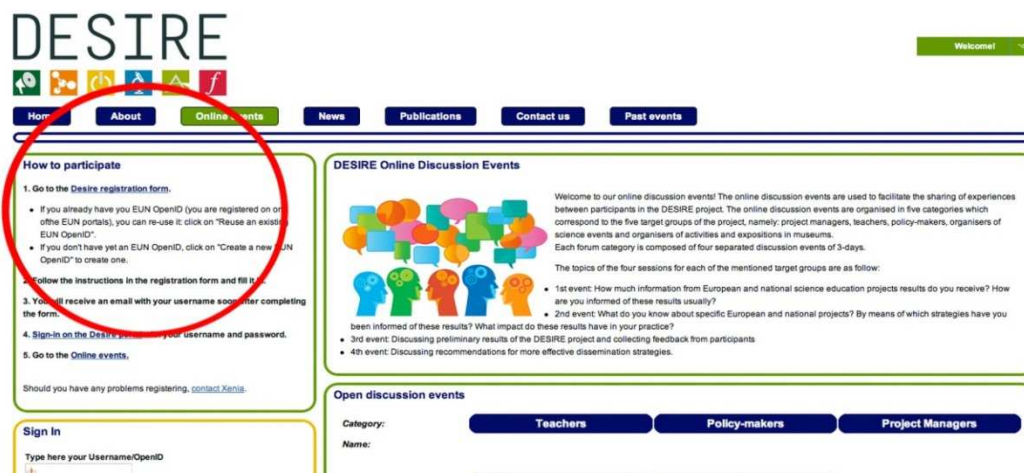 DESIRE
Welcome!
Home
About
Online events
News
Publications
Contact us
Past events
How to participate
1. Go to the Desire registration form.
If you already have you EUN OpenID (you are registered on one
ofthe EUN portals), you can re-use it: click on "Reuse an existing
EUN OpenID".
If you don't have yet an EUN OpenID, click on "Create a new EUN
OpenID" to create one.
2. Follow the instructions in the registration form and fill it
3. You will receive an email with your username soon after completing
the form.
4. Sign-in on the Desire your username and password.
5. Go to the Online events.
Should you have any problems registering, contact Xenia.
Sign In
Type here your Username/OpenID
DESIRE Online Discussion Events
Welcome to our online discussion events! The online discussion events are used to facilitate the sharing of experiences
between participants in the DESIRE project. The online discussion events are organised in five categories which
correspond to the five target groups of the project, namely: project managers, teachers, policy-makers, organisers of
science events and organisers of activities and expositions in museums.
Each forum category is composed of four separated discussion events of 3-days.
The topics of the four sessions for each of the mentioned target groups are as follow:
1st event: How much information from European and national science education projects results do you receive? How
are you informed of these results usually?
2nd event: What do you know about specific European and national projects? By means of which strategies have you
been informed of these results? What impact do these results have in your practice?
3rd event: Discussing preliminary results of the DESIRE project and collecting feedback from participants
4th event: Discussing recommendations for more effective dissemination strategies.
Open discussion events
Category:
Teachers
Policy-makers
Project Managers
Name: